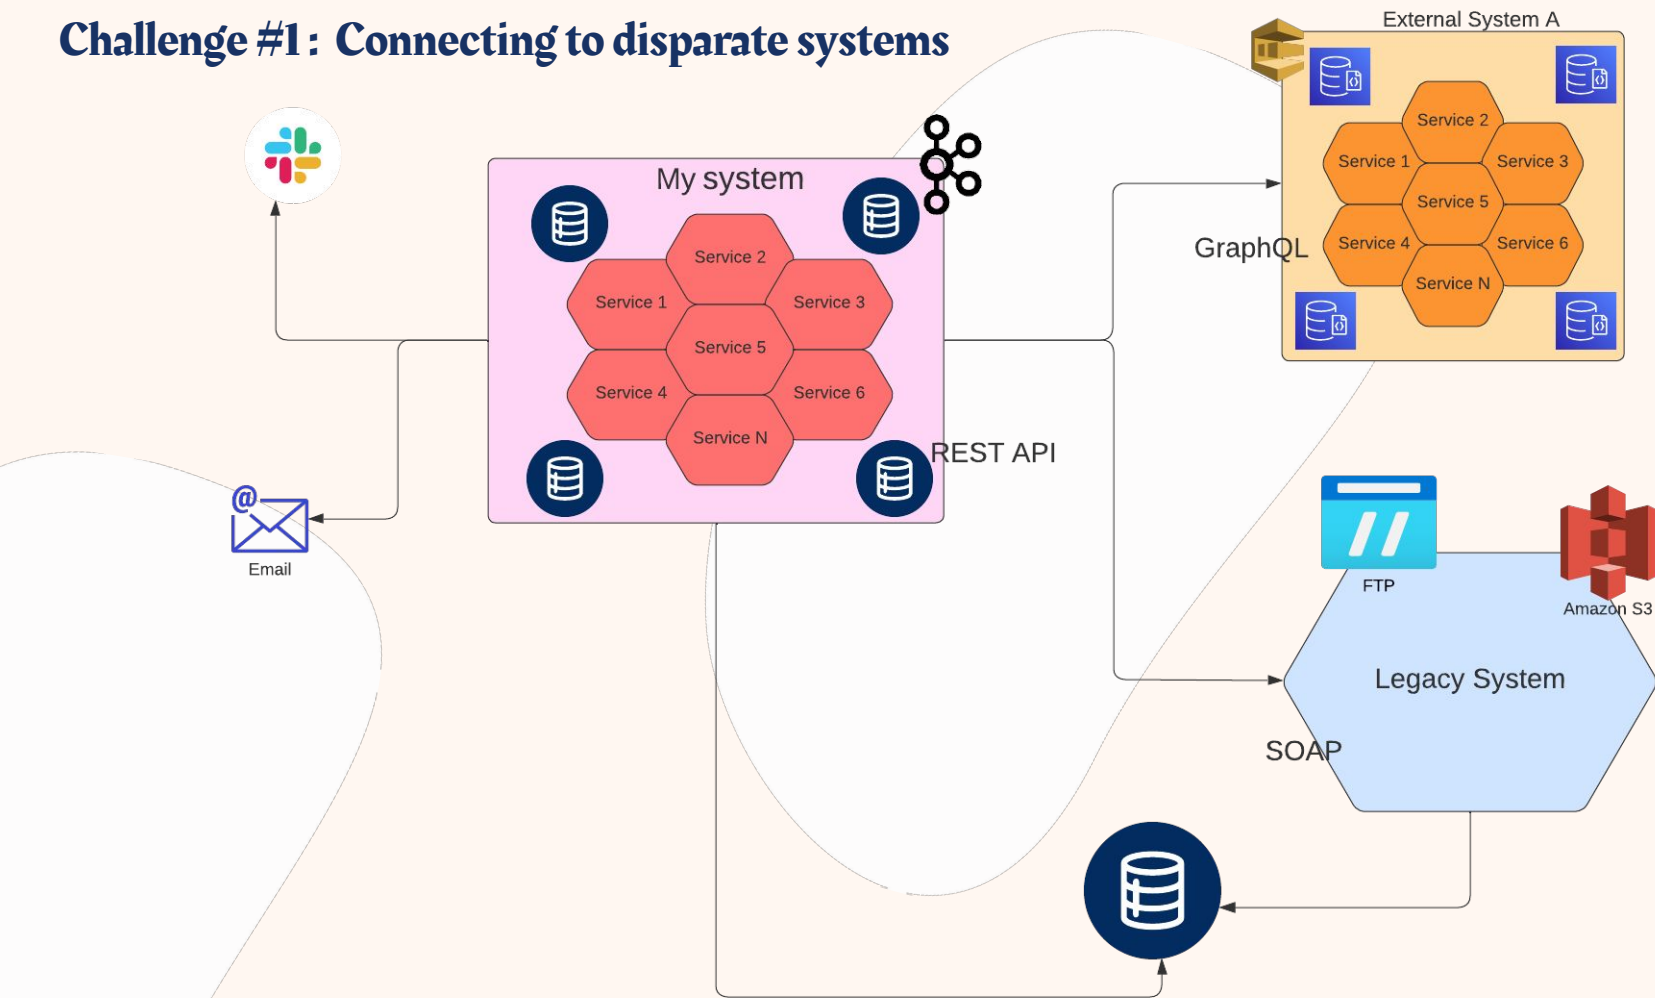 Challenge #1: Connecting to disparate systems
External System A
Service 2
Service 1
Service 3
Service 5
Service 4
Service 6
Service N
GraphQL
My system
Service 2
Service 1
Service 3
Service 5
Service 4
Service 6
Service N
REST API
@
Email
FTP
Amazon S3
Legacy System
SOAP